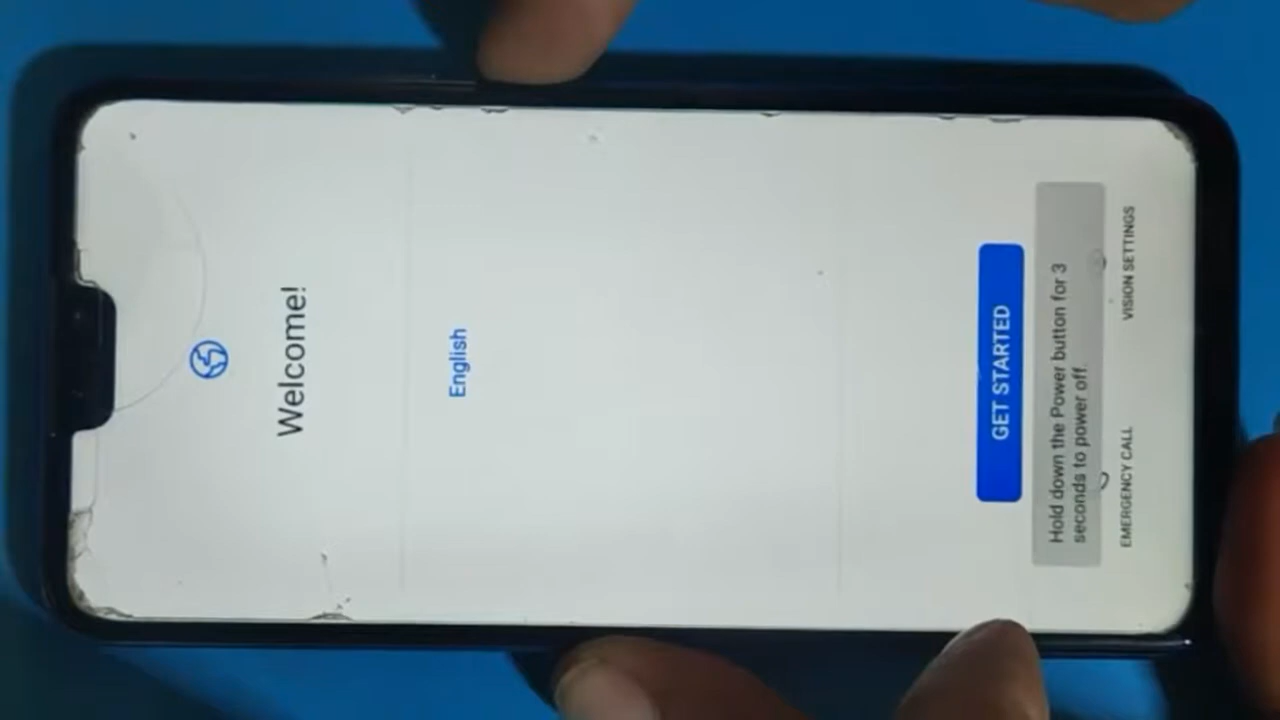 Welcome!
English
GET STARTED
Hold down the Power button for 3
seconds to power off.
EMERGENCY CALL
VISION SETTINGS